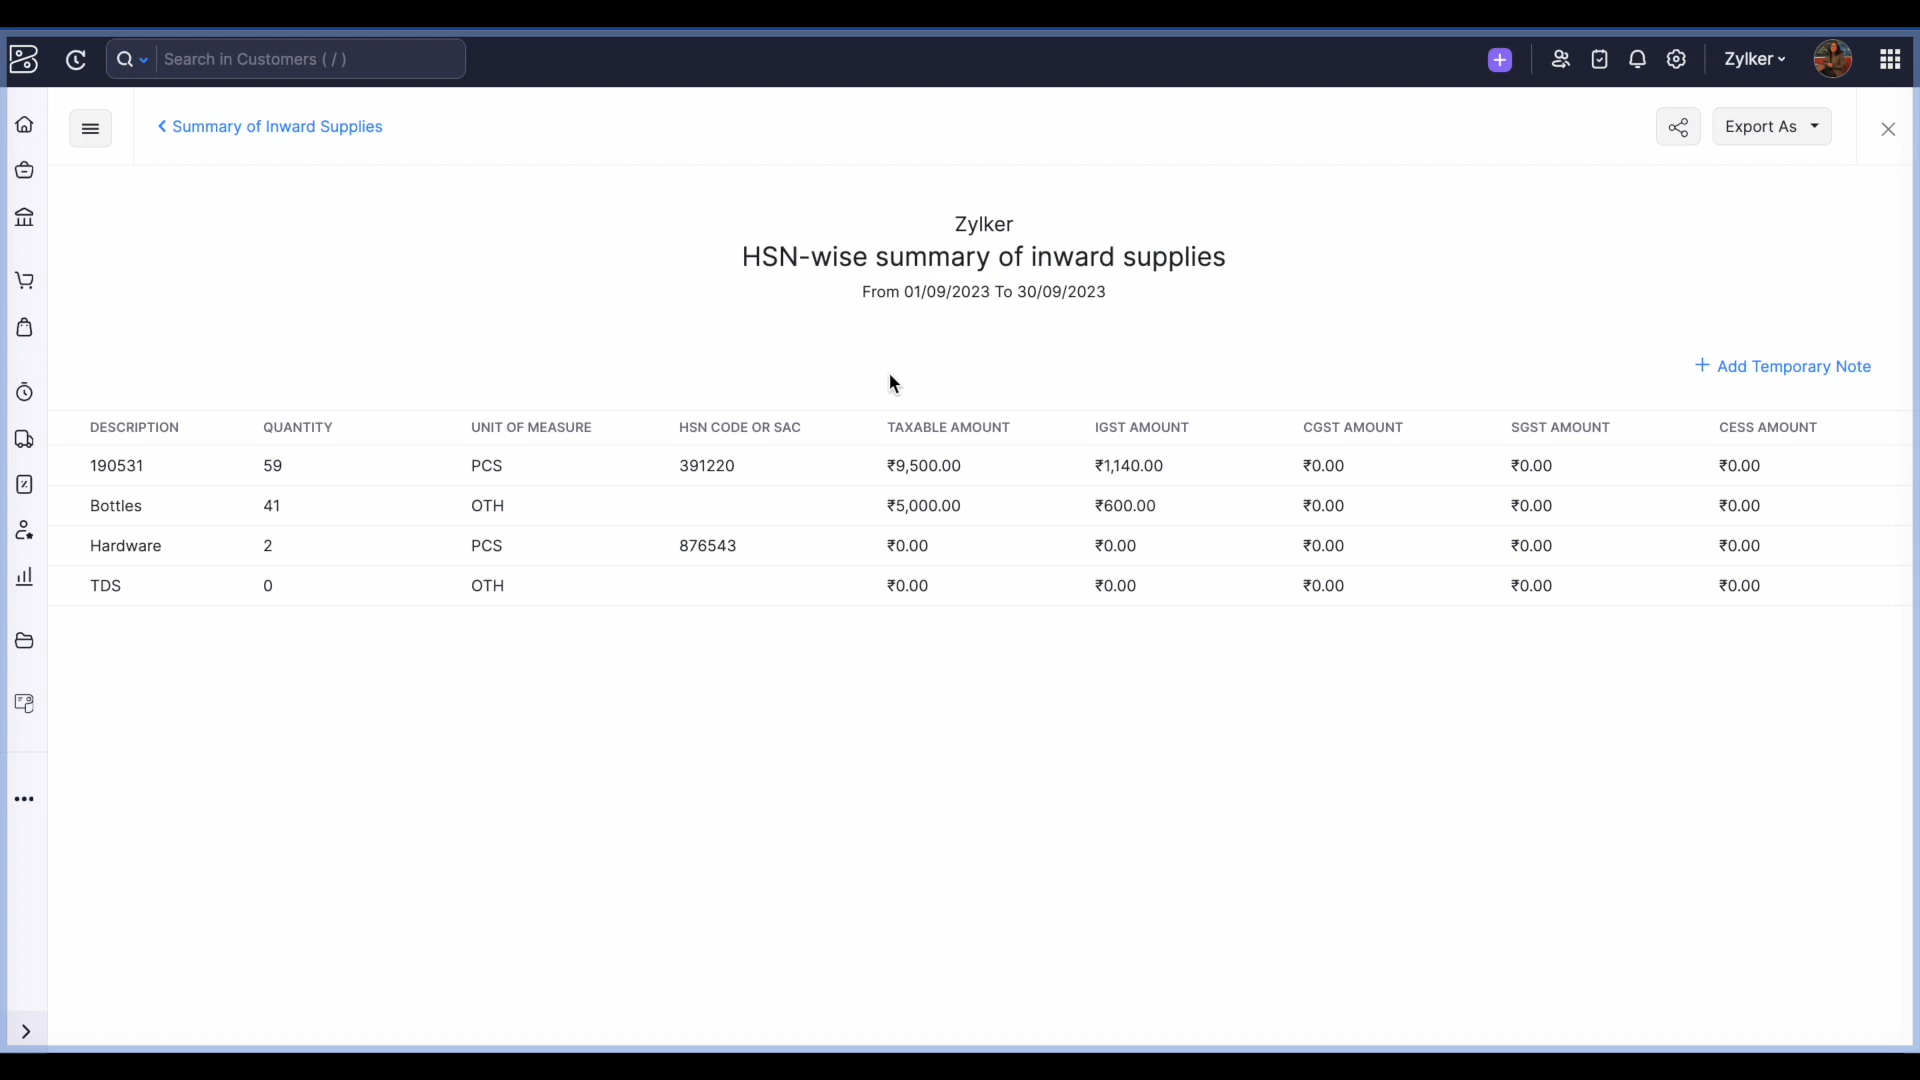 Search in Customers ( / )
Zylker
Summary of Inward Supplies
Export As
Zylker
HSN-wise summary of inward supplies
From 01/09/2023 To 30/09/2023
+ Add Temporary Note
DESCRIPTION QUANTITY UNIT OF MEASURE HSN CODE OR SAC TAXABLE AMOUNT IGST AMOUNT CGST AMOUNT SGST AMOUNT CESS AMOUNT
190531 59 PCS 391220 ₹9,500.00 ₹1,140.00 ₹0.00 ₹0.00 ₹0.00
Bottles 41 OTH ₹5,000.00 ₹600.00 ₹0.00 ₹0.00 ₹0.00
Hardware 2 PCS 876543 ₹0.00 ₹0.00 ₹0.00 ₹0.00 ₹0.00
TDS 0 OTH ₹0.00 ₹0.00 ₹0.00 ₹0.00 ₹0.00